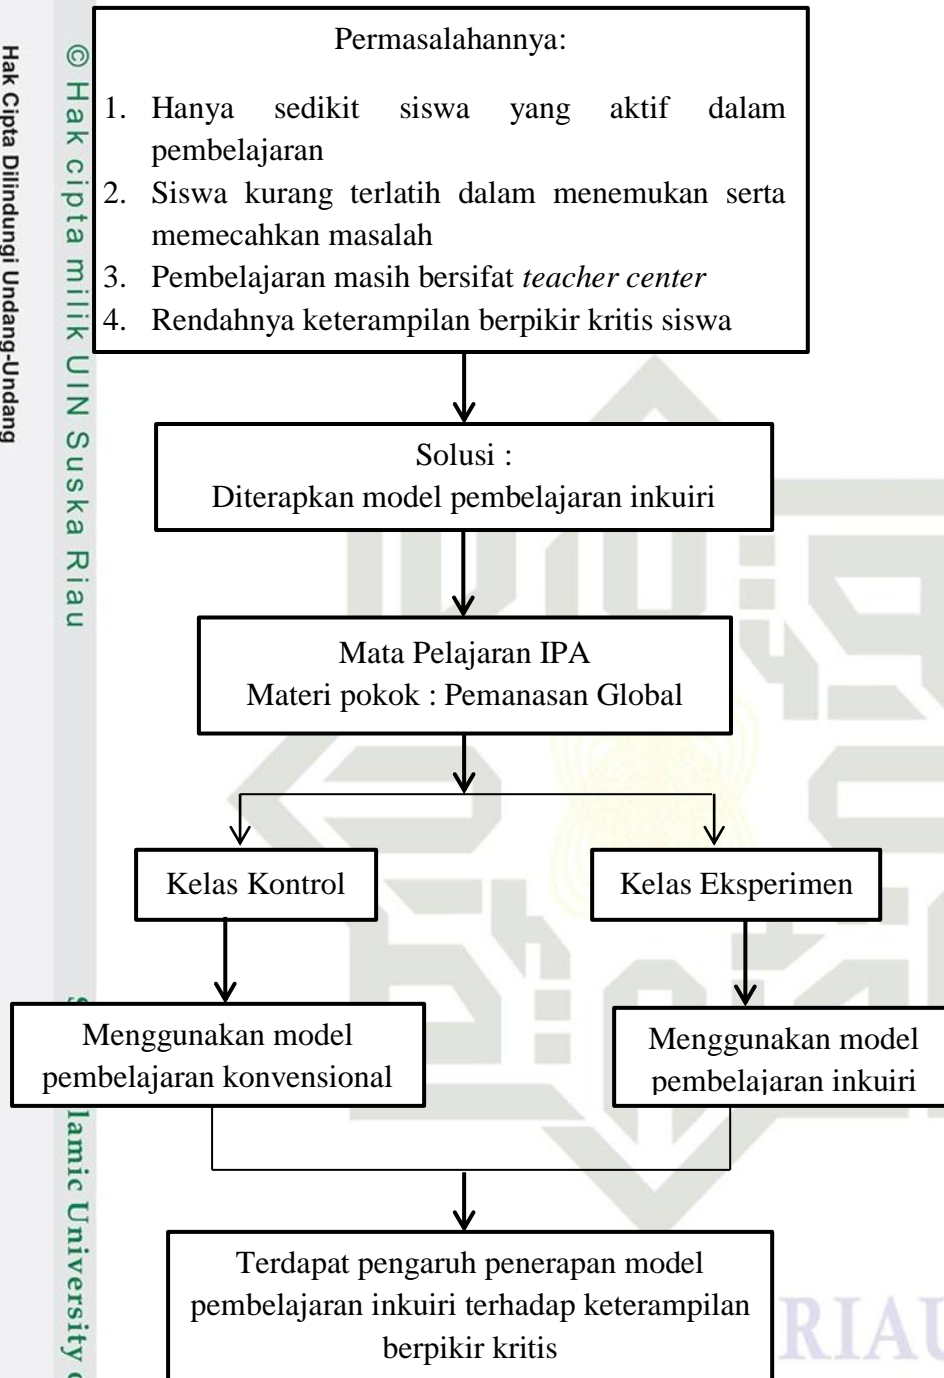 Hak Cipta Dilindungi Undang-Undang
© Hak cipta milik UIN Suska Riau
Permasalahannya:
1. Hanya sedikit siswa yang aktif dalam
pembelajaran
2. Siswa kurang terlatih dalam menemukan serta
memecahkan masalah
3. Pembelajaran masih bersifat teacher center
4. Rendahnya keterampilan berpikir kritis siswa
Solusi :
Diterapkan model pembelajaran inkuiri
Mata Pelajaran IPA
Materi pokok : Pemanasan Global
Kelas Kontrol
Kelas Eksperimen
Menggunakan model
pembelajaran konvensional
Menggunakan model
pembelajaran inkuiri
lamic University
Terdapat pengaruh penerapan model
pembelajaran inkuiri terhadap keterampilan
berpikir kritis
RIAU